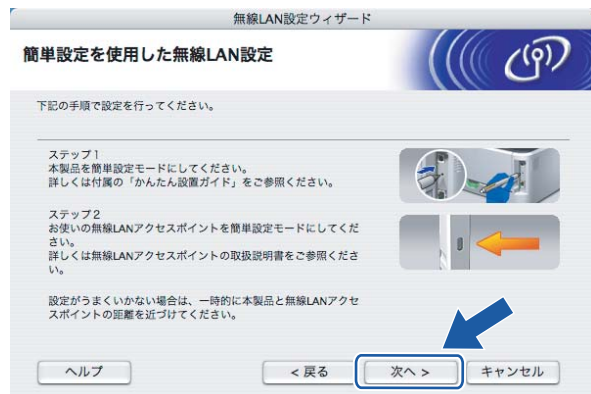 無線LAN設定ウィザード
簡単設定を使用した無線LAN設定
下記の手順で設定を行ってください。
ステップ1
本製品を簡単設定モードにしてください。
詳しくは付属の「かんたん設置ガイド」をご参照ください。
ステップ2
お使いの無線LANアクセスポイントを簡単設定モードにしてくだ
さい。
詳しくは無線LANアクセスポイントの取扱説明書をご参照くださ
い。
設定がうまくいかない場合は、一時的に本製品と無線LANアクセ
スポイントの距離を近づけてください。
ヘルプ
< 戻る
次へ >
キャンセル